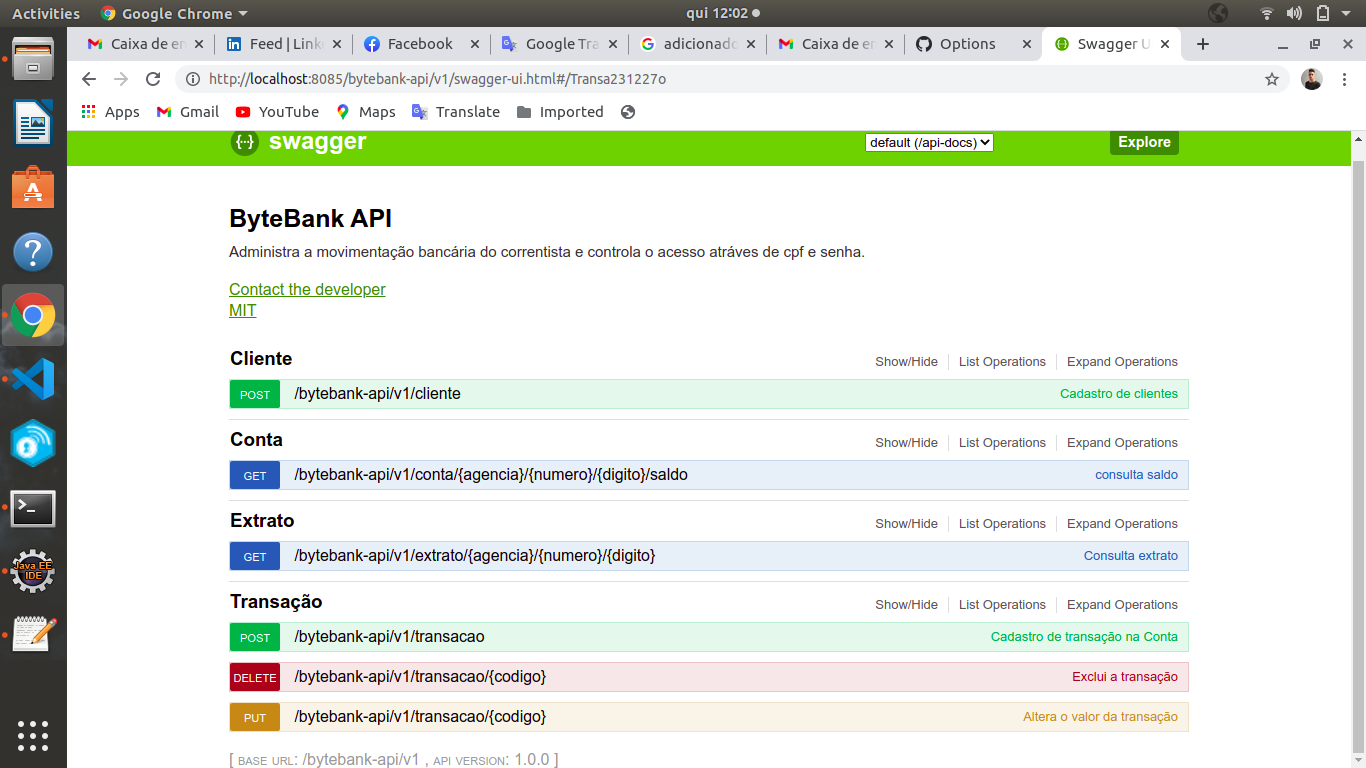 Activities Google Chrome qui 12:02
Caixa de en Feed | Link Facebook Google Tra adicionado Caixa de en Options Swagger U
http://localhost:8085/bytebank-api/v1/swagger-ui.html#/Transa231227o
Apps Gmail YouTube Maps Translate Imported
{··} swagger default (/api-docs) Explore
ByteBank API
Administra a movimentação bancária do correntista e controla o acesso atráves de cpf e senha.
Contact the developer
MIT
Cliente Show/Hide List Operations Expand Operations
POST /bytebank-api/v1/cliente Cadastro de clientes
Conta Show/Hide List Operations Expand Operations
GET /bytebank-api/v1/conta/{agencia}/{numero}/{digito}/saldo consulta saldo
Extrato Show/Hide List Operations Expand Operations
GET /bytebank-api/v1/extrato/{agencia}/{numero}/{digito} Consulta extrato
Java EE
IDE
Transação Show/Hide List Operations Expand Operations
POST /bytebank-api/v1/transacao Cadastro de transação na Conta
DELETE /bytebank-api/v1/transacao/{codigo} Exclui a transação
PUT /bytebank-api/v1/transacao/{codigo} Altera o valor da transação
[ BASE URL: /bytebank-api/v1 , API VERSION: 1.0.0 ]